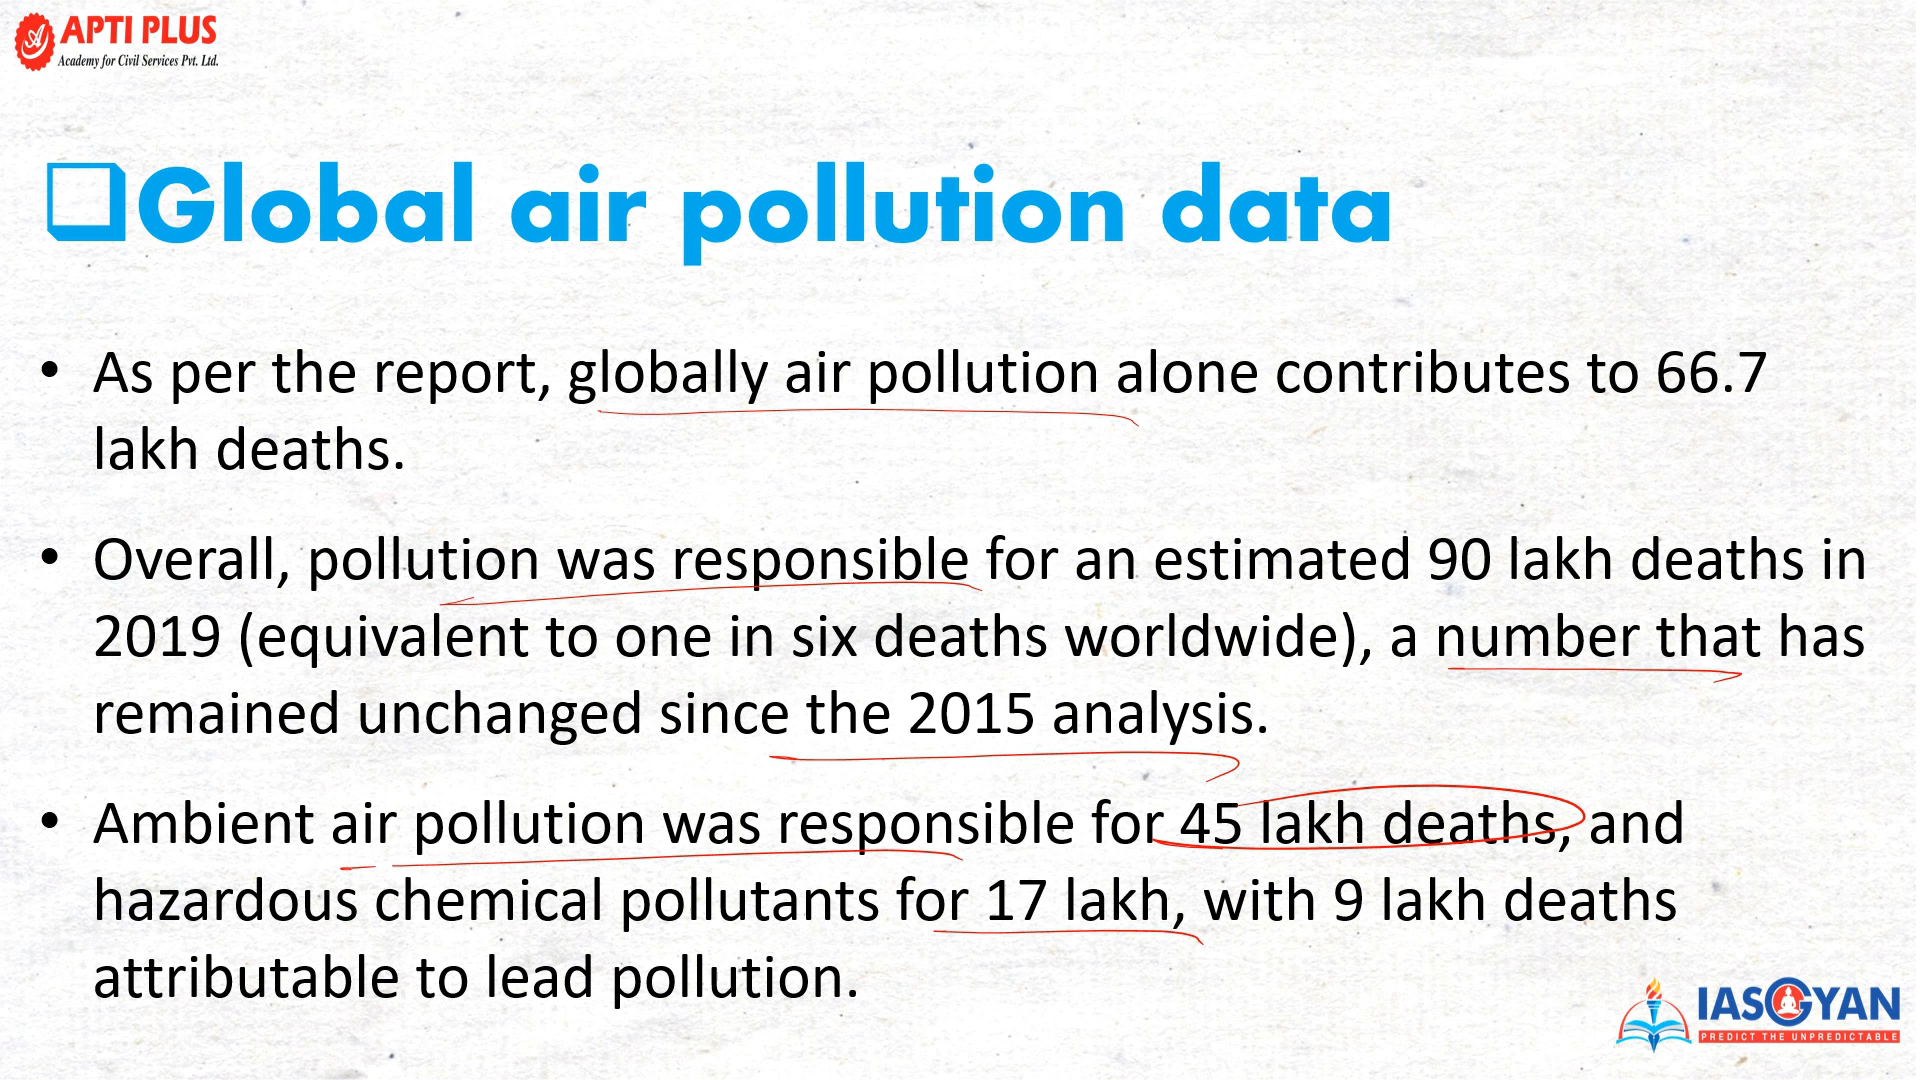 APTI PLUS
Academy for Civil Services Pvt. Ltd.
❑Global air pollution data
• As per the report, globally air pollution alone contributes to 66.7
lakh deaths.
• Overall, pollution was responsible for an estimated 90 lakh deaths in
2019 (equivalent to one in six deaths worldwide), a number that has
remained unchanged since the 2015 analysis.
• Ambient air pollution was responsible for 45 lakh deaths, and
hazardous chemical pollutants for 17 lakh, with 9 lakh deaths
attributable to lead pollution.
IASGYAN
PREDICT THE UNPREDICTABLE